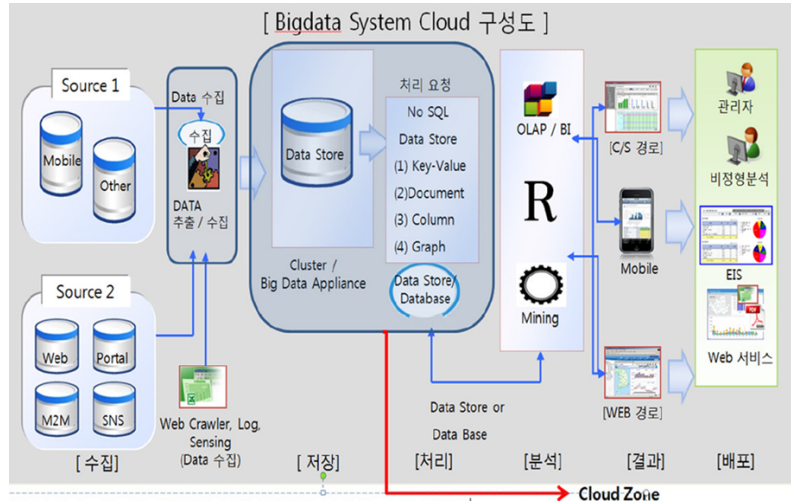 [ Bigdata System Cloud 구성도 ]
Source 1
Mobile
Other
Data 수집
수집
DATA
추출 / 수집
Source 2
Web
Portal
M2M
SNS
Web Crawler, Log,
Sensing
(Data 수집)
Data Store
Cluster /
Big Data Appliance
처리 요청
No SQL
Data Store
(1) Key-Value
(2)Document
(3) Column
(4) Graph
Data Store/
Database
Data Store or
Data Base
OLAP / BI
R
Mining
[C/S 경로]
Mobile
[WEB 경로]
관리자
비정형분석
EIS
PDF
Web 서비스
[수집]
[ 저장]
[처리]
[분석]
[결과]
[배포]
Cloud Zone